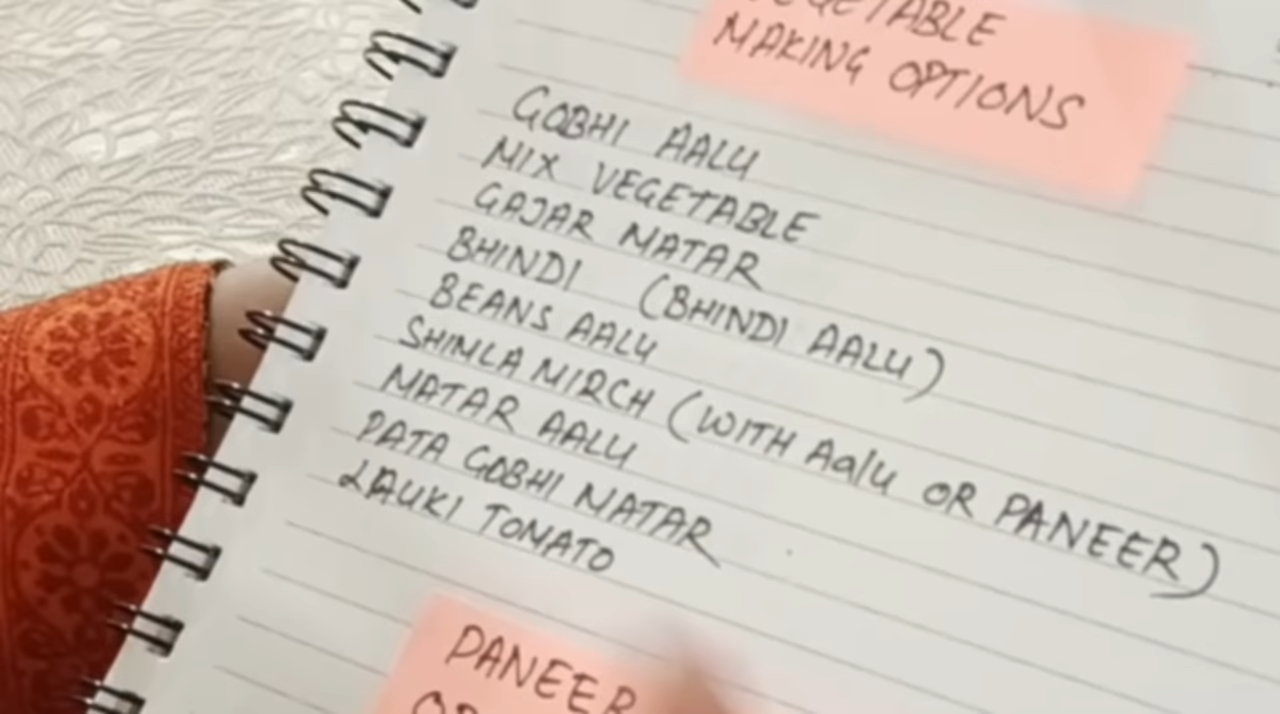 VEGETABLE
MAKING OPTIONS
GOBHI AALU
MIX VEGETABLE
GAJAR MATAR
BHINDI (BHINDI AALU)
BEANS AALU
SHIMLA MIRCH (WITH Aalu OR PANEER)
MATAR AALU
PATA GOBHI MATAR
LAUKI TOMATO
PANEER